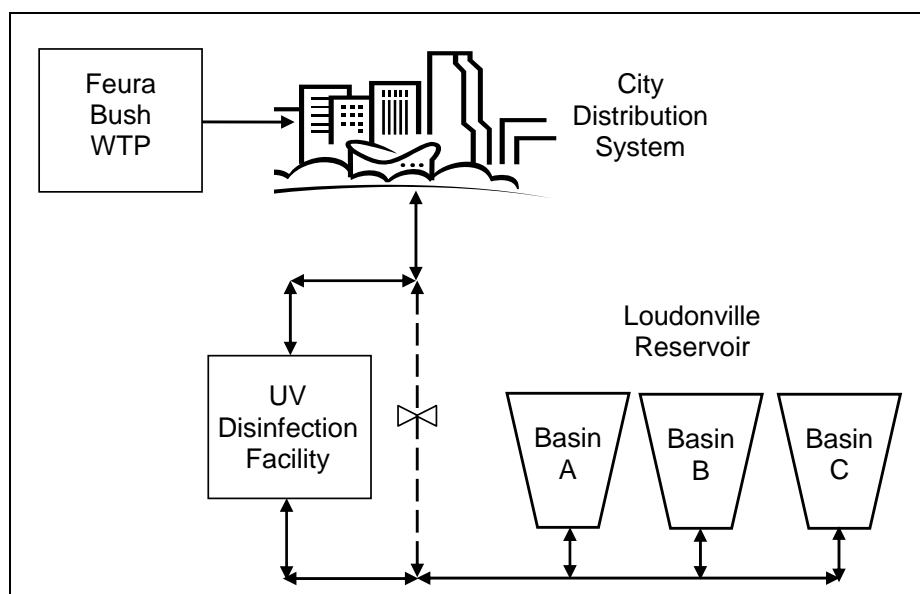 Feura
Bush
WTP
City
Distribution
System
Loudonville
Reservoir
UV
Disinfection
Facility
Basin
A
Basin
B
Basin
C